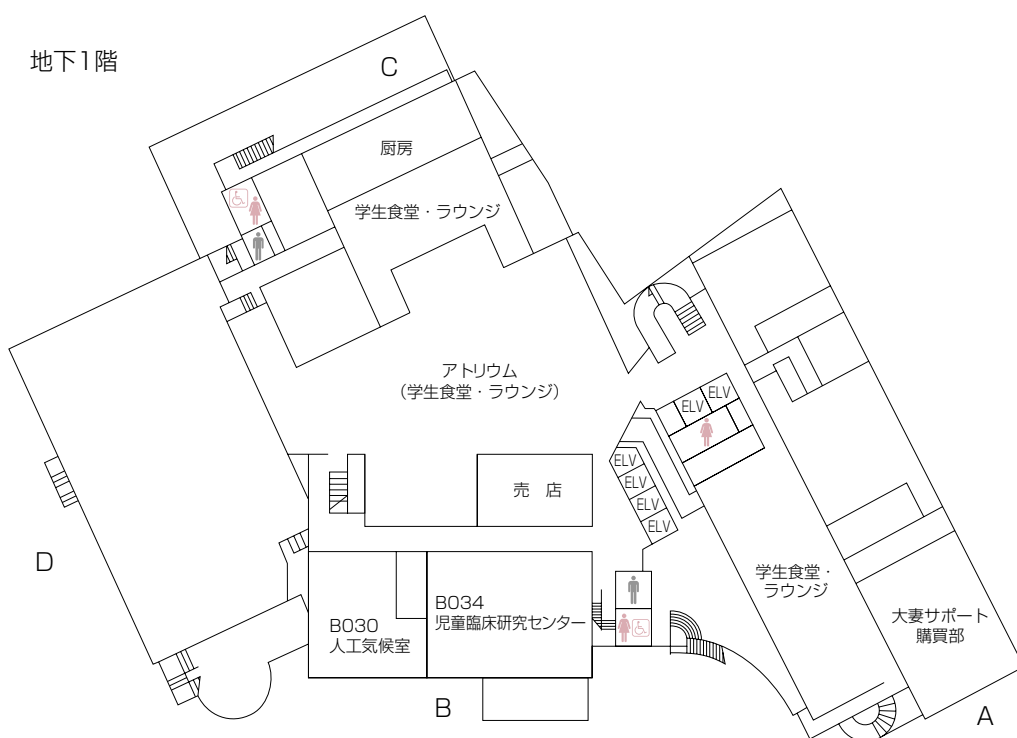 地下1階
C
厨房
学生食堂・ラウンジ
アトリウム
（学生食堂・ラウンジ）
ELV
ELV
ELV
ELV
ELV
ELV
売　店
D
学生食堂・
ラウンジ
B030
人工気候室
B034
児童臨床研究センター
大妻サポート
購買部
B
A